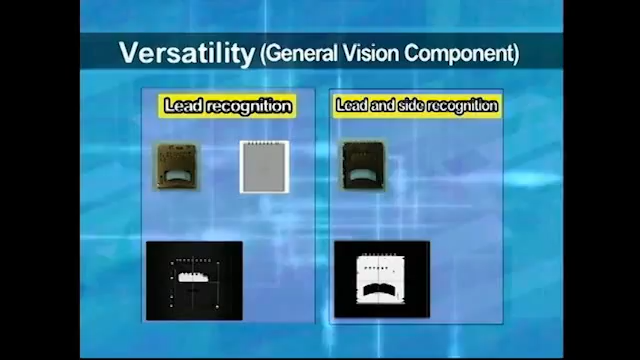 Versatility (General Vision Component)
Lead recognition
Lead and side recognition